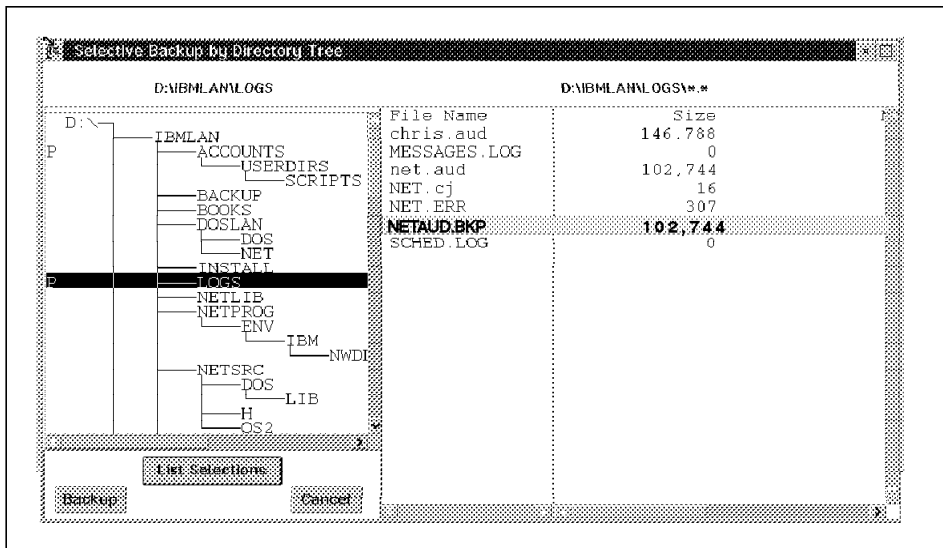 Selective Backup by Directory Tree
D:\IBMLAN\LOGS
D:\IBMLAN\LOGS\*.*
D:\
P IBMLAN
ACCOUNTS
USERDIRS
SCRIPTS
BACKUP
BOOKS
DOSLAN
DOS
NET
INSTALL
P LOGS
NETLIB
NETPROG
ENV
IBM
NWDI
NETSRC
DOS
LIB
H
OS2
File Name Size
chris.aud 146.788
MESSAGES.LOG 0
net.aud 102,744
NET.cj 16
NET.ERR 307
NETAUD.BKP 102,744
SCHED.LOG 0
List Selections
Backup
Cancel